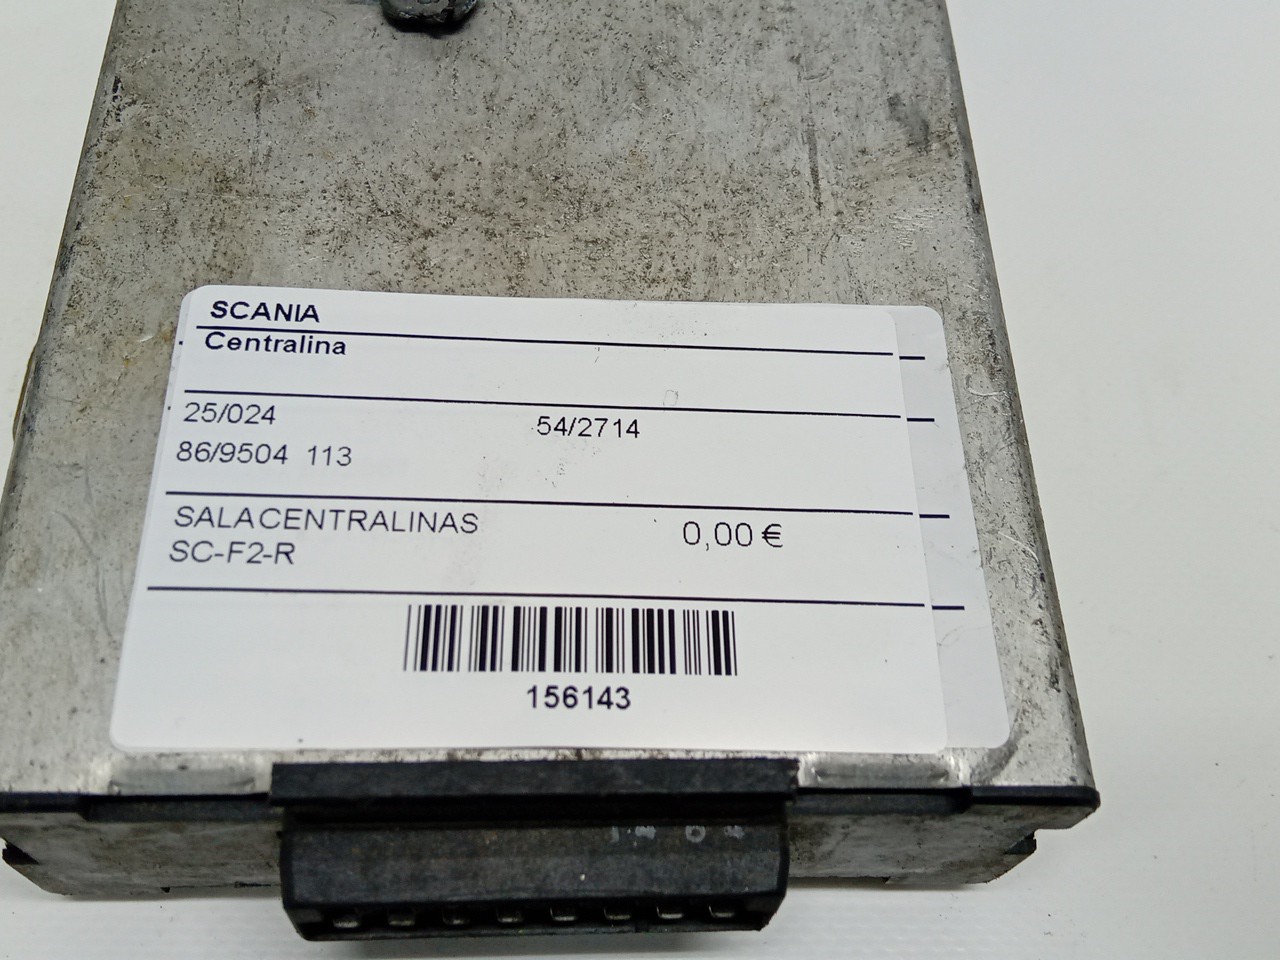 SCANIA
Centralina
25/024 54/2714
86/9504 113
SALACENTRALINAS 0,00 €
SC-F2-R
156143